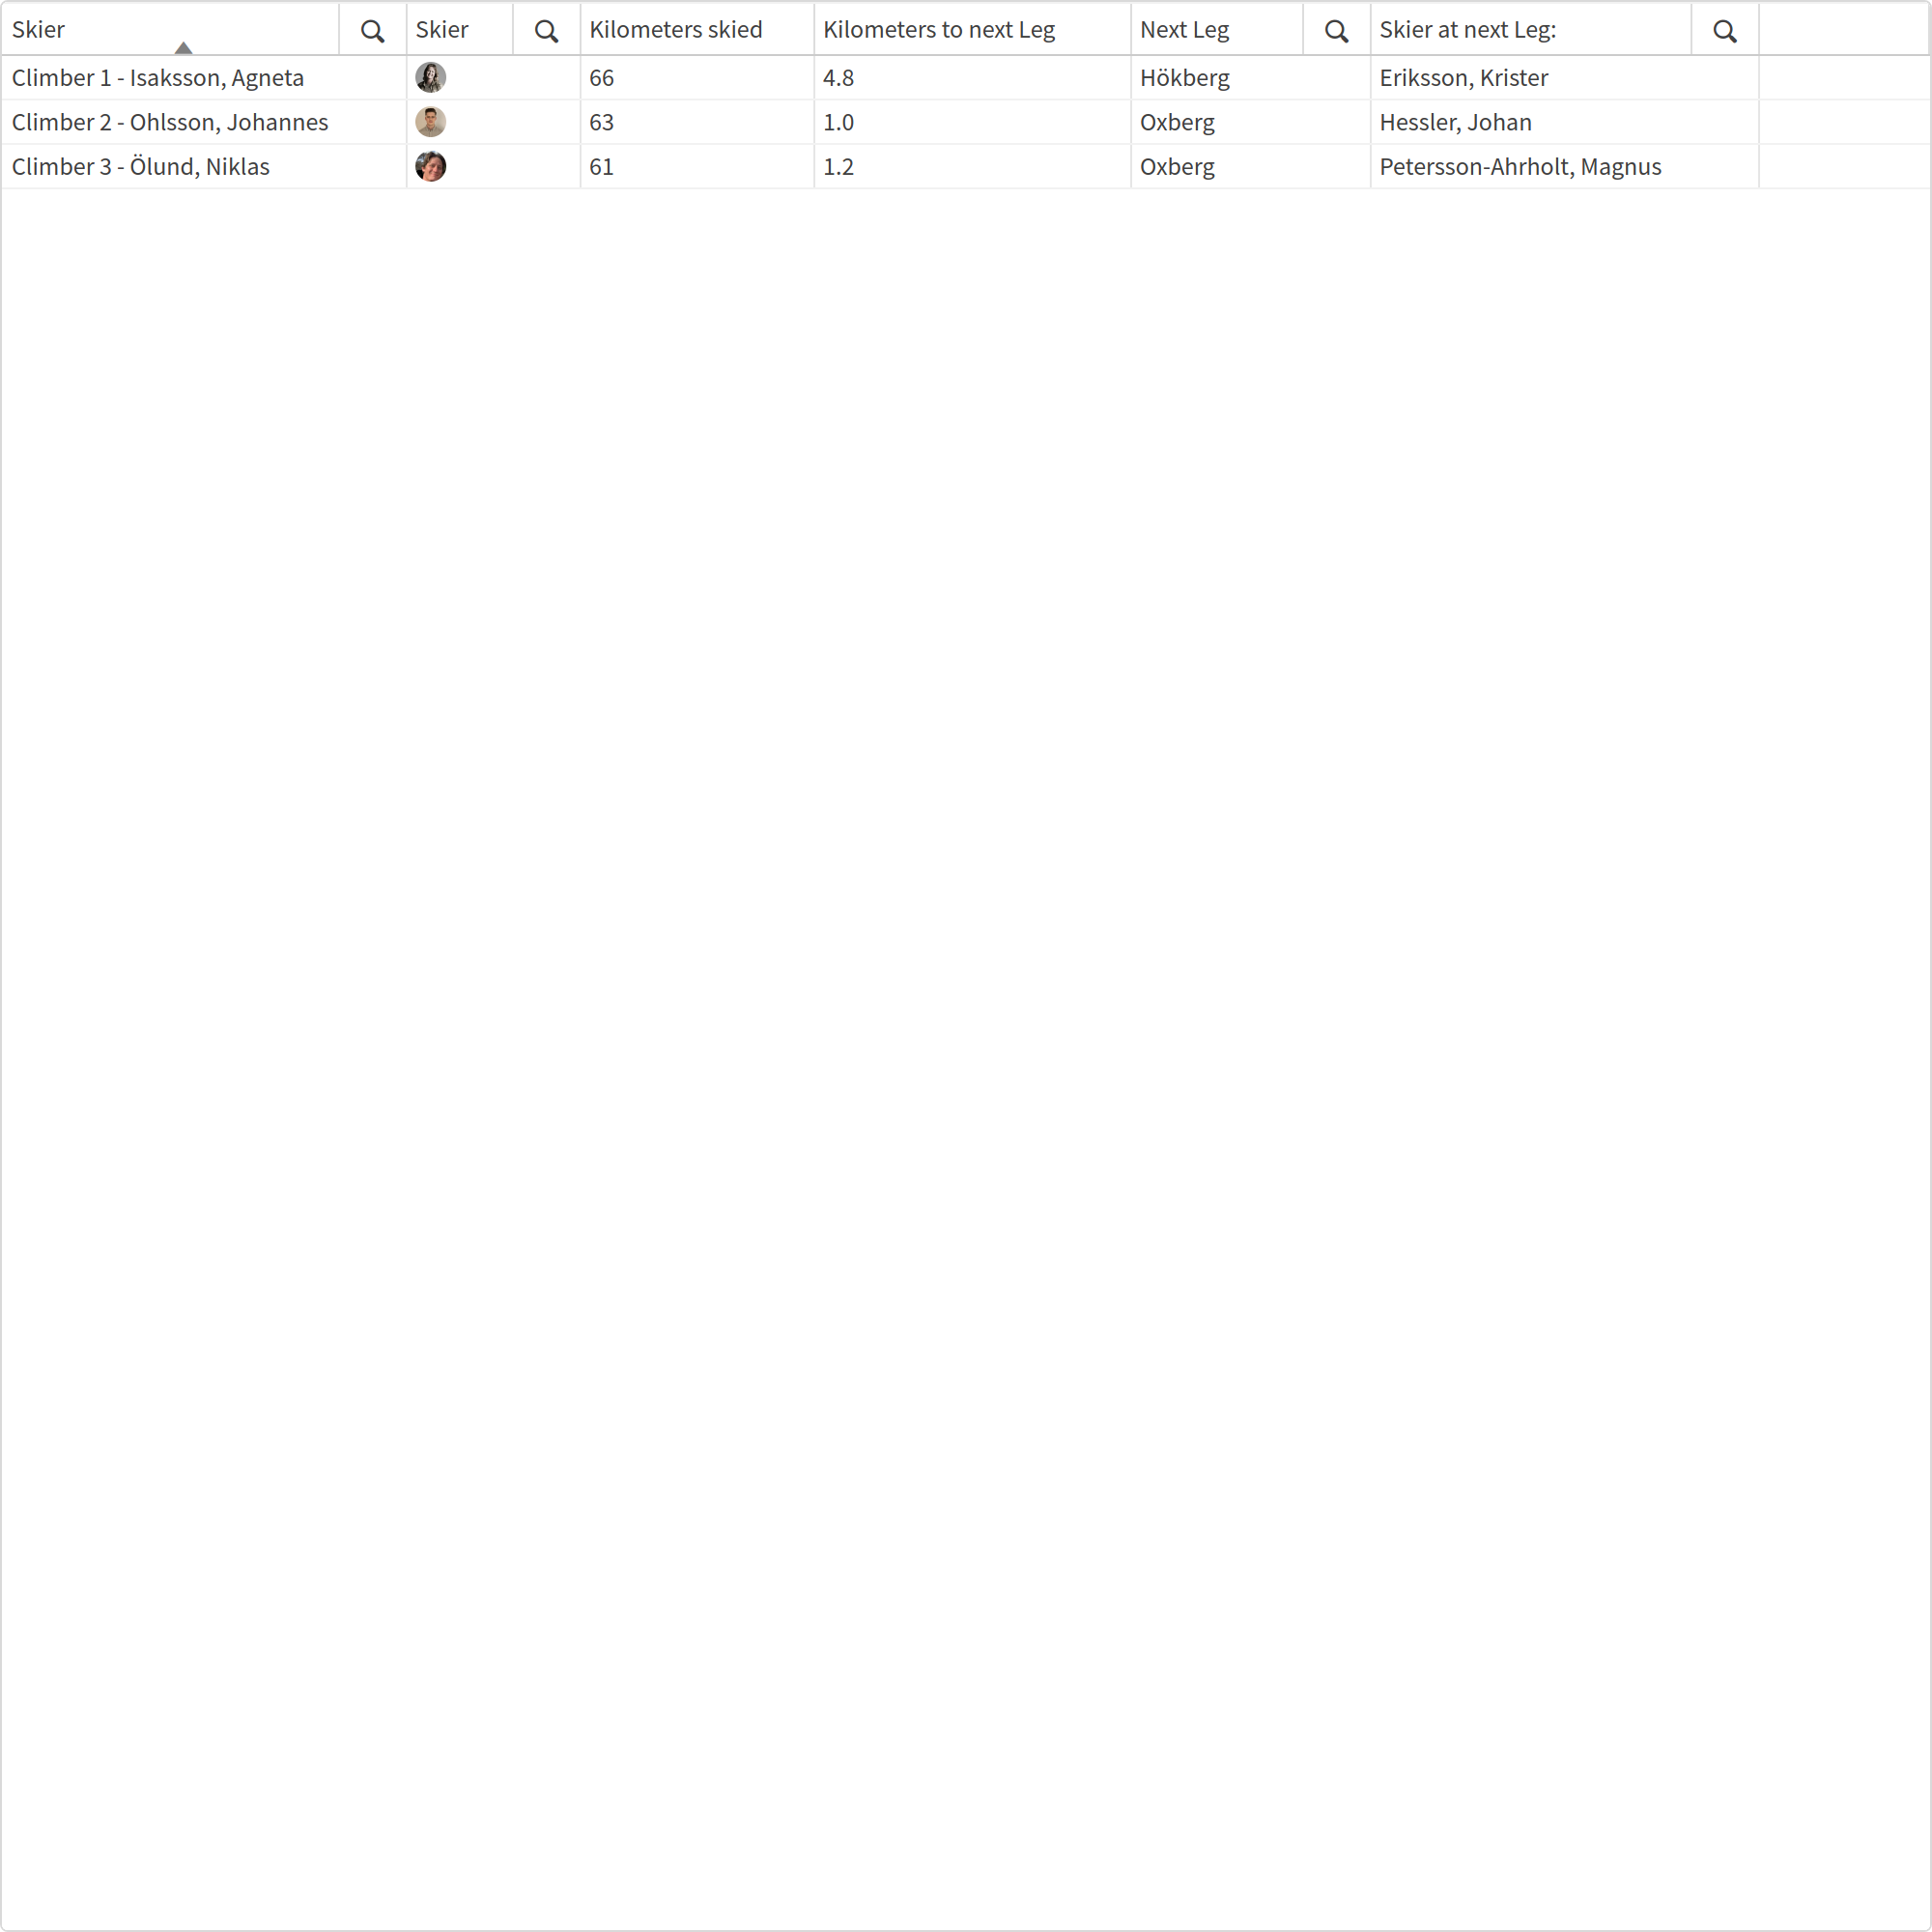 Skier Skier Kilometers skied Kilometers to next Leg Next Leg Skier at next Leg:
Climber 1 - Isaksson, Agneta 66 4.8 Hökberg Eriksson, Krister
Climber 2 - Ohlsson, Johannes 63 1.0 Oxberg Hessler, Johan
Climber 3 - Ölund, Niklas 61 1.2 Oxberg Petersson-Ahrholt, Magnus